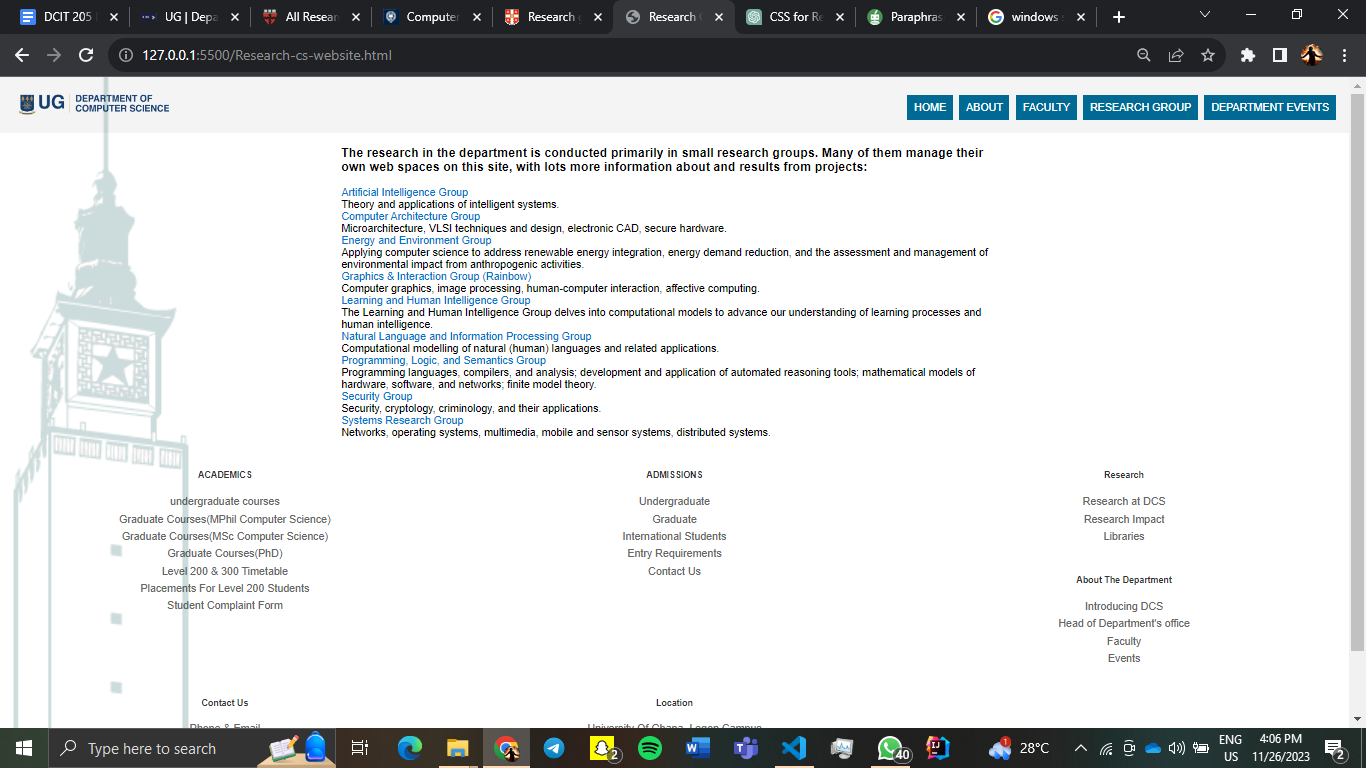 DCIT 205
UG | Depa
All Resear
Computer
Research
Research
CSS for Re
Paraphras
windows
127.0.0.1:5500/Research-cs-website.html
UG DEPARTMENT OF
COMPUTER SCIENCE
HOME ABOUT FACULTY RESEARCH GROUP DEPARTMENT EVENTS
The research in the department is conducted primarily in small research groups. Many of them manage their
own web spaces on this site, with lots more information about and results from projects:
Artificial Intelligence Group
Theory and applications of intelligent systems.
Computer Architecture Group
Microarchitecture, VLSI techniques and design, electronic CAD, secure hardware.
Energy and Environment Group
Applying computer science to address renewable energy integration, energy demand reduction, and the assessment and management of
environmental impact from anthropogenic activities.
Graphics & Interaction Group (Rainbow)
Computer graphics, image processing, human-computer interaction, affective computing.
Learning and Human Intelligence Group
The Learning and Human Intelligence Group delves into computational models to advance our understanding of learning processes and
human intelligence.
Natural Language and Information Processing Group
Computational modelling of natural (human) languages and related applications.
Programming, Logic, and Semantics Group
Programming languages, compilers, and analysis; development and application of automated reasoning tools; mathematical models of
hardware, software, and networks; finite model theory.
Security Group
Security, cryptology, criminology, and their applications.
Systems Research Group
Networks, operating systems, multimedia, mobile and sensor systems, distributed systems.
ACADEMICS
undergraduate courses
Graduate Courses(MPhil Computer Science)
Graduate Courses(MSc Computer Science)
Graduate Courses(PhD)
Level 200 & 300 Timetable
Placements For Level 200 Students
Student Complaint Form
ADMISSIONS
Undergraduate
Graduate
International Students
Entry Requirements
Contact Us
Research
Research at DCS
Research Impact
Libraries
About The Department
Introducing DCS
Head of Department's office
Faculty
Events
Contact Us
Phone & Email
Location
University Of Ghana, Legon Campus
Type here to search
2
40
1
28°C
ENG
US
4:06 PM
11/26/2023
2